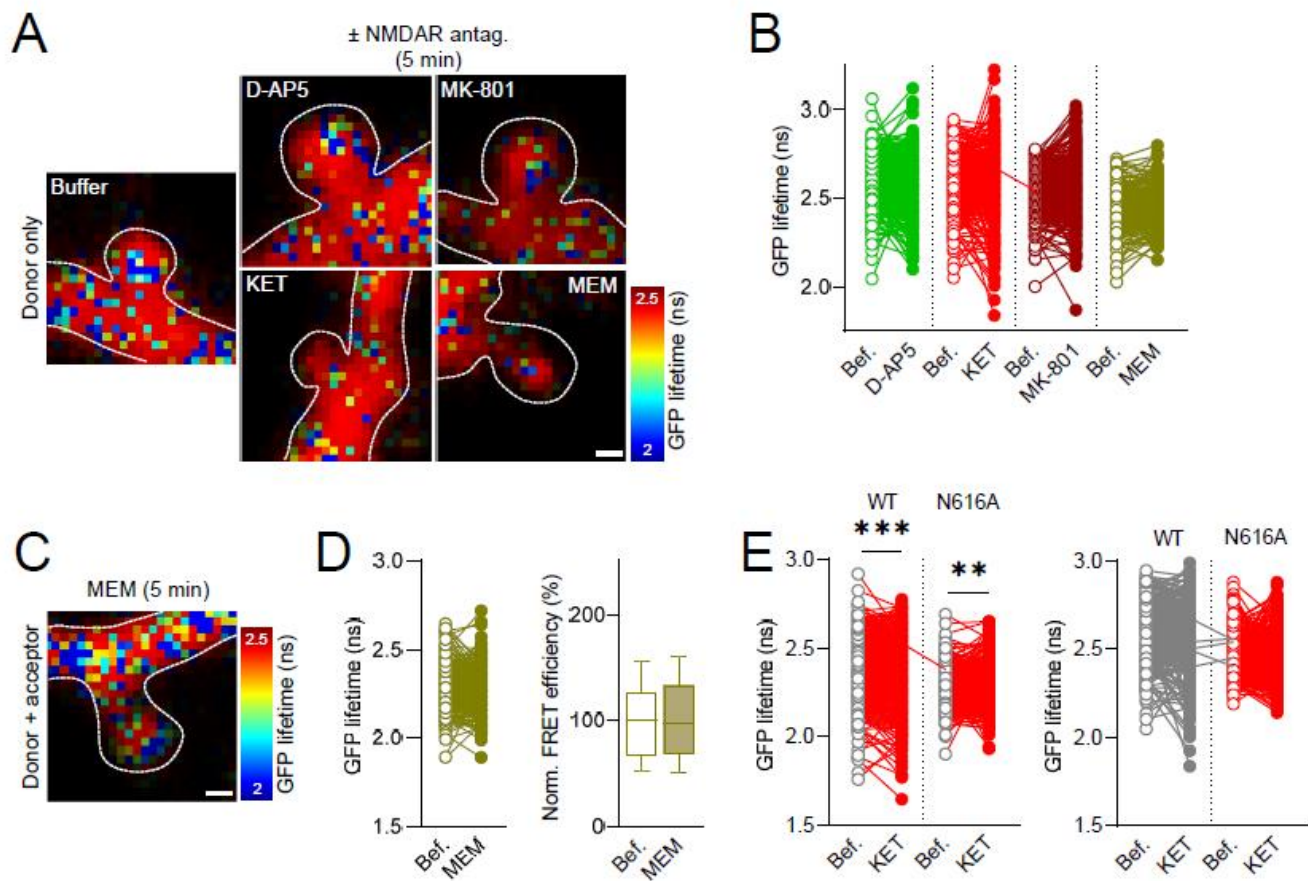 A
± NMDAR antag.
(5 min)
Donor only
Buffer
D-AP5
MK-801
KET
MEM
2.5
2
GFP lifetime (ns)
B
GFP lifetime (ns)
3.0
2.5
2.0
Bef.
D-AP5
Bef.
KET
Bef.
MK-801
Bef.
MEM
C
MEM (5 min)
Donor + acceptor
2.5
2
GFP lifetime (ns)
D
GFP lifetime (ns)
3.0
2.5
2.0
1.5
Bef.
MEM
Norm. FRET efficiency (%)
200
100
0
Bef.
MEM
E
WT
N616A
***
**
GFP lifetime (ns)
3.0
2.5
2.0
1.5
Bef.
KET
Bef.
KET
WT
N616A
GFP lifetime (ns)
3.0
2.5
2.0
1.5
Bef.
KET
Bef.
KET